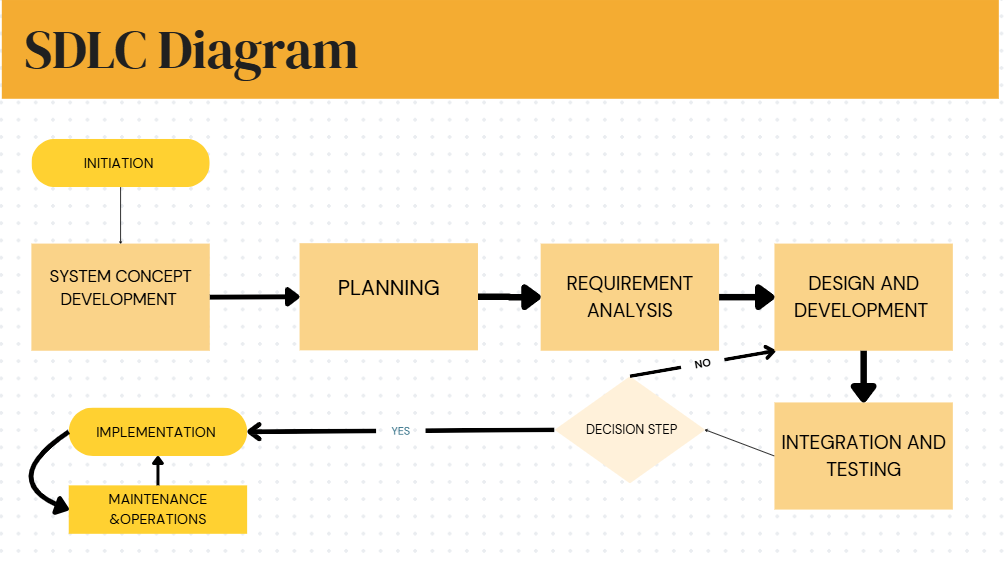 SDLC Diagram
INITIATION
SYSTEM CONCEPT
DEVELOPMENT
PLANNING
REQUIREMENT
ANALYSIS
DESIGN AND
DEVELOPMENT
NO
IMPLEMENTATION
YES
DECISION STEP
INTEGRATION AND
TESTING
MAINTENANCE
&OPERATIONS